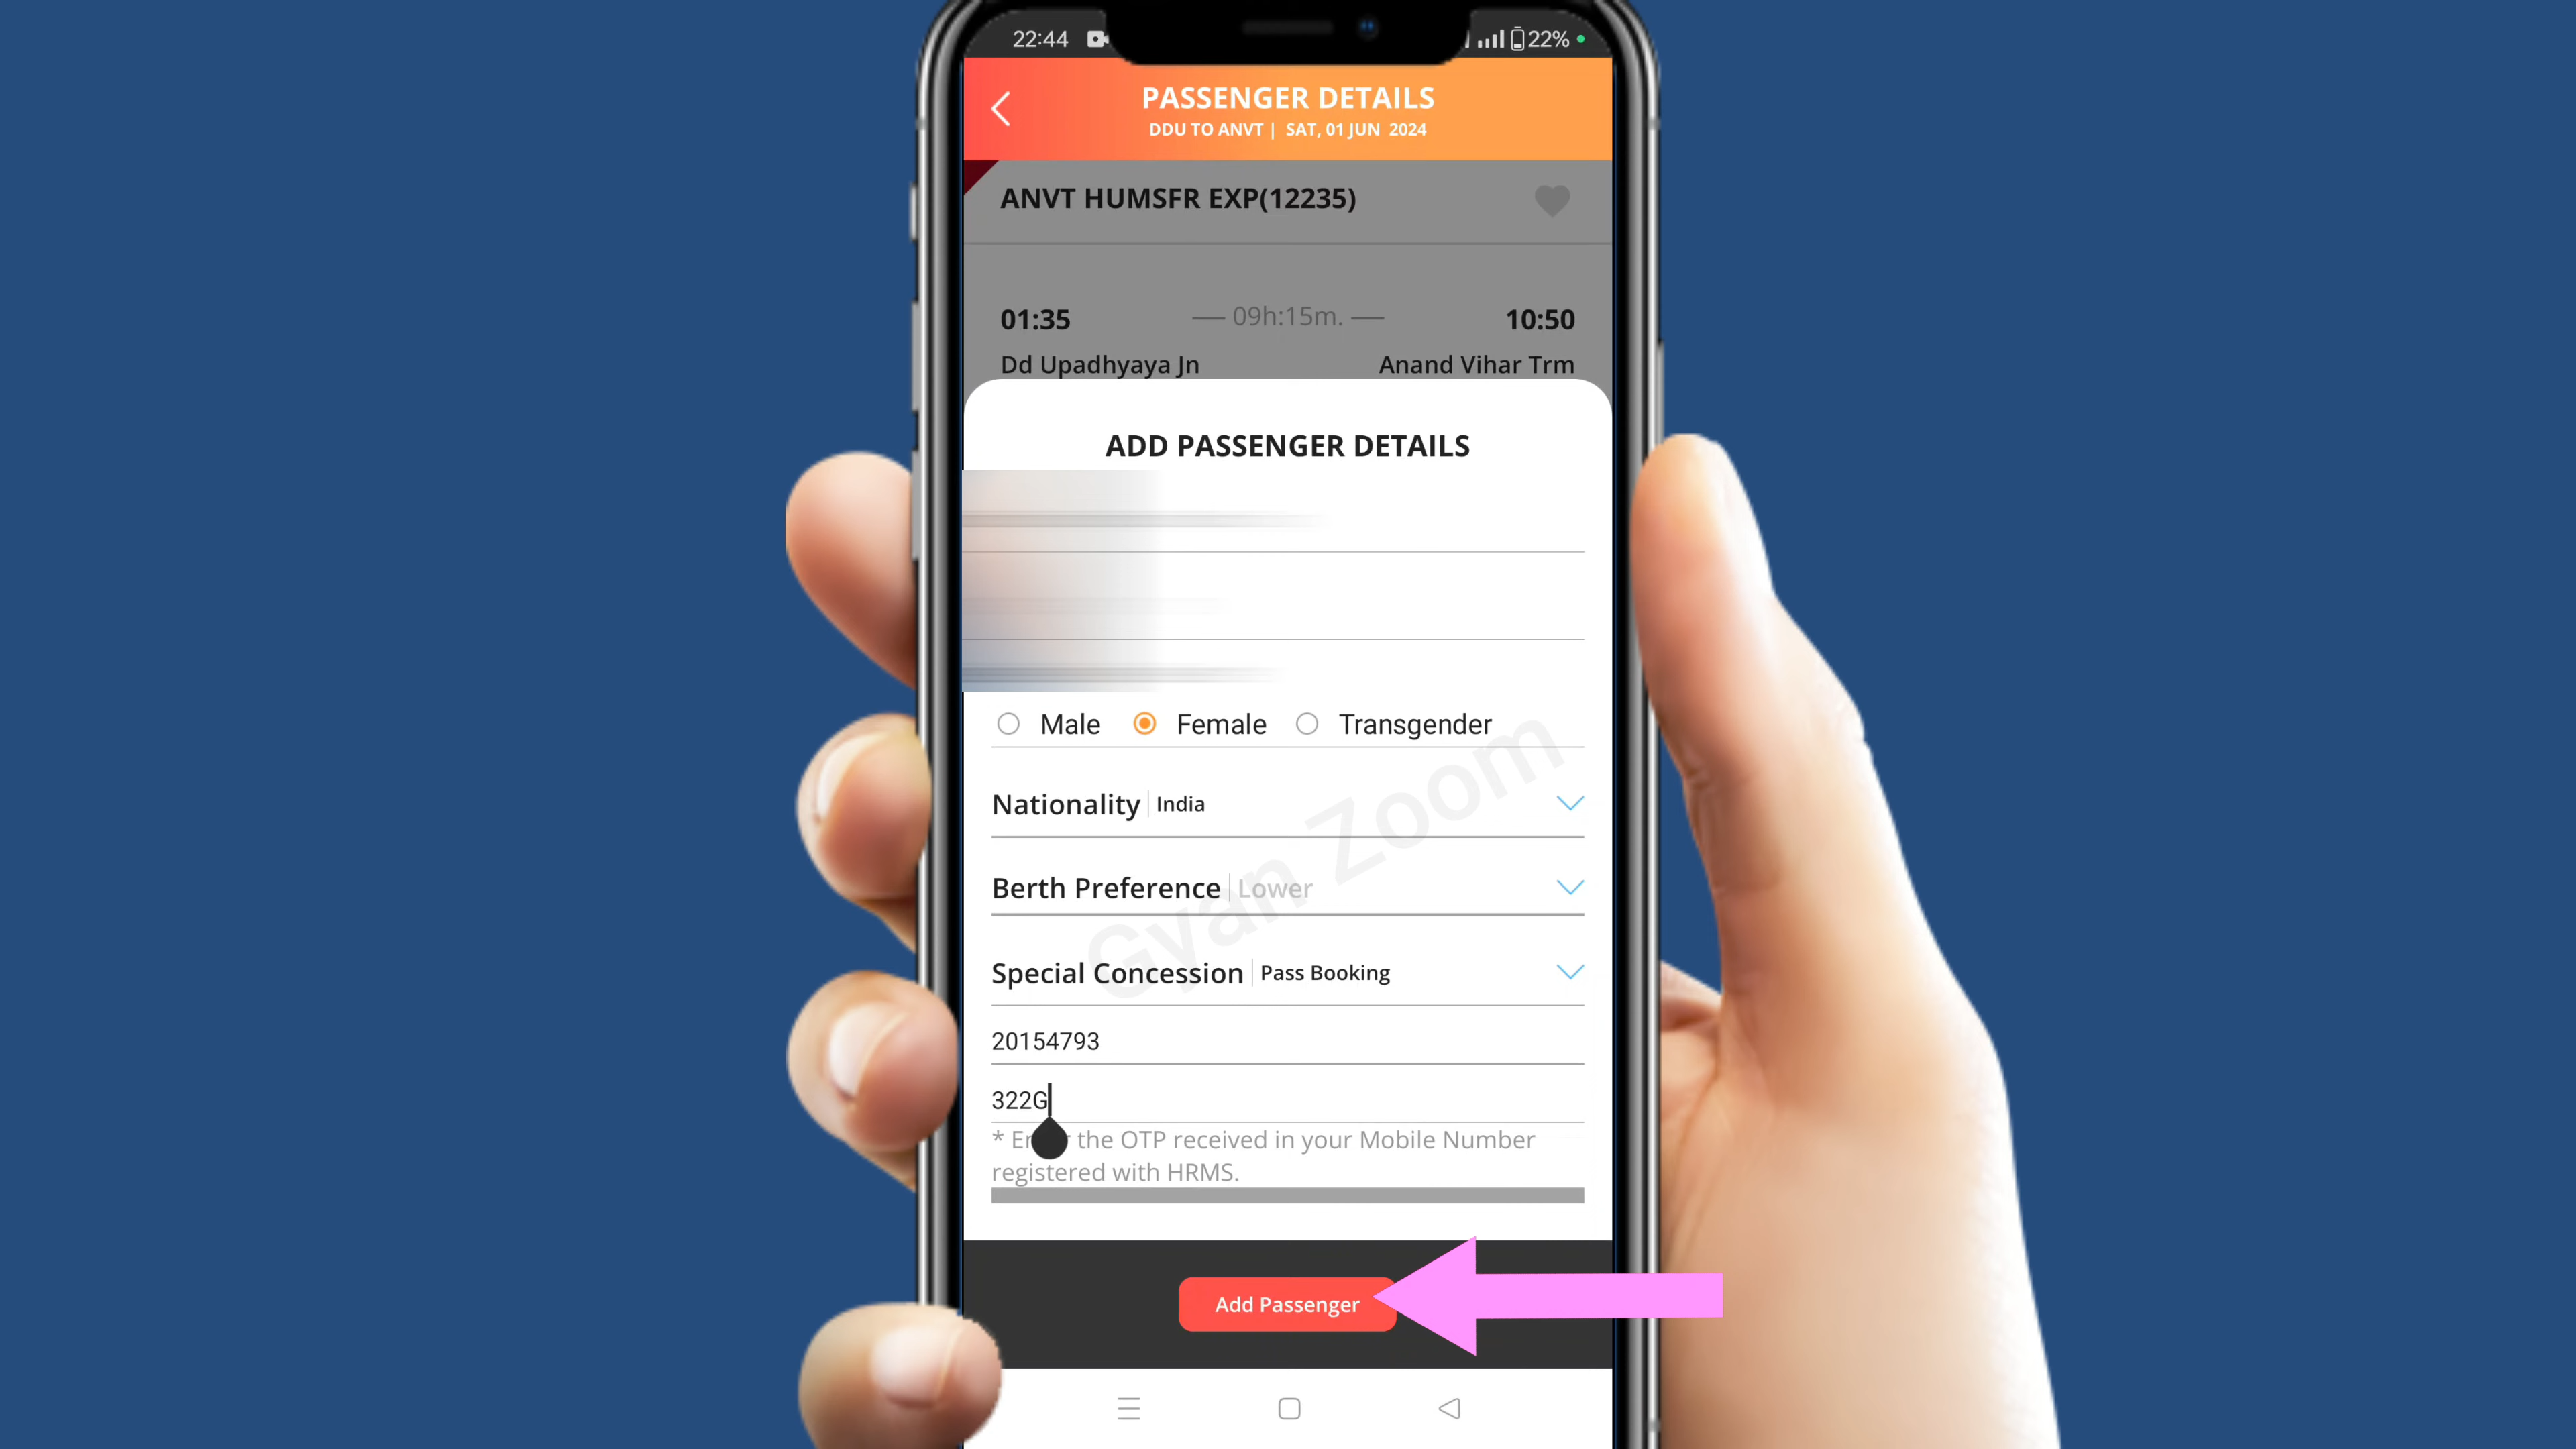 22:44 22%
PASSENGER DETAILS
DDU TO ANVT | SAT, 01 JUN 2024
ANVT HUMSFR EXP(12235)
01:35 — 09h:15m. — 10:50
Dd Upadhyaya Jn Anand Vihar Trm
ADD PASSENGER DETAILS
Male Female Transgender
Nationality | India
Berth Preference | Lower
Special Concession | Pass Booking
Gyan Zoom
20154793
322G
* the OTP received in your Mobile Number
registered with HRMS.
Add Passenger